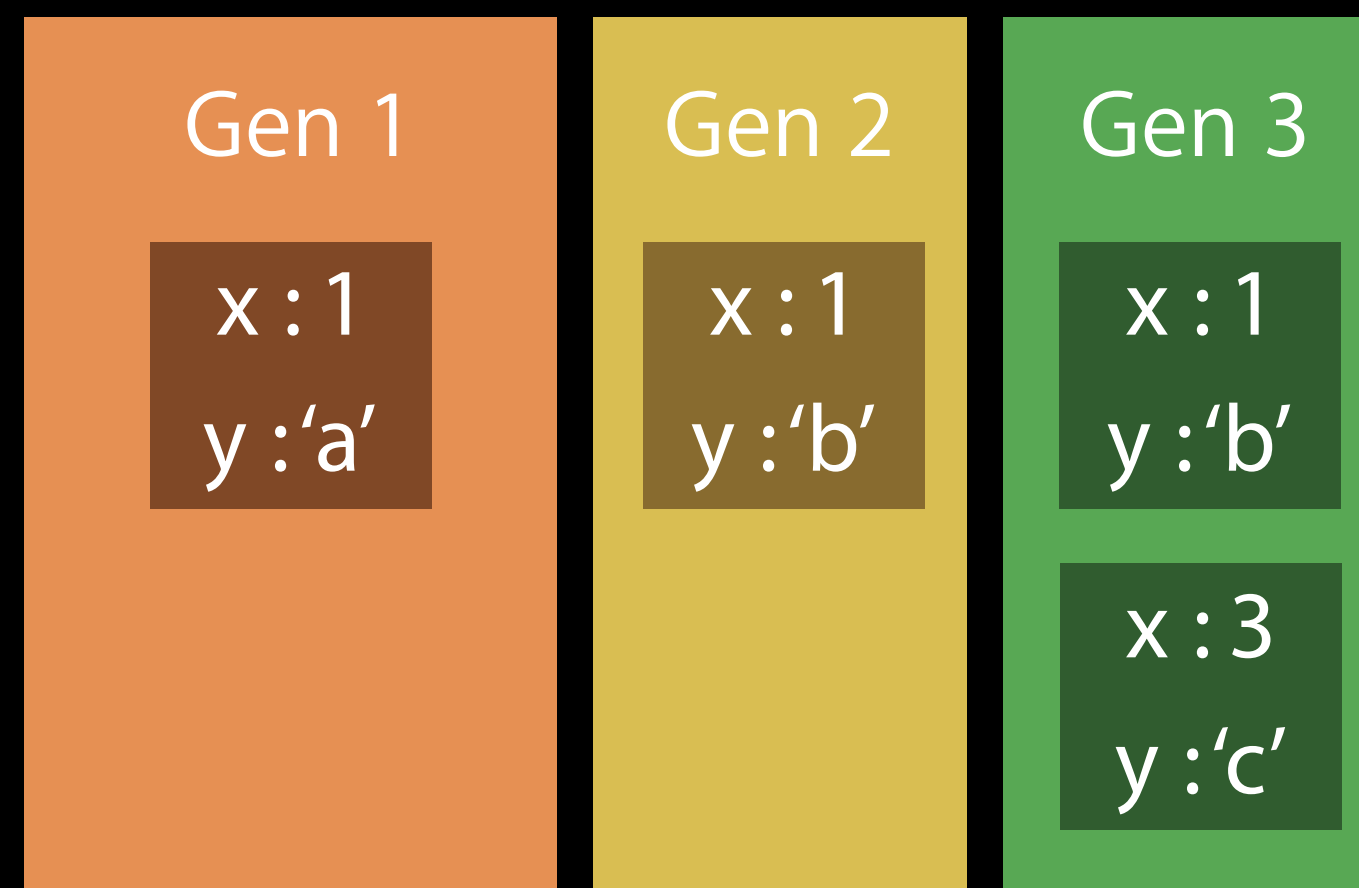 Gen 1
x : 1
y : ‘a’
Gen 2
x : 1
y : ‘b’
Gen 3
x : 1
y : ‘b’
x : 3
y : ‘c’